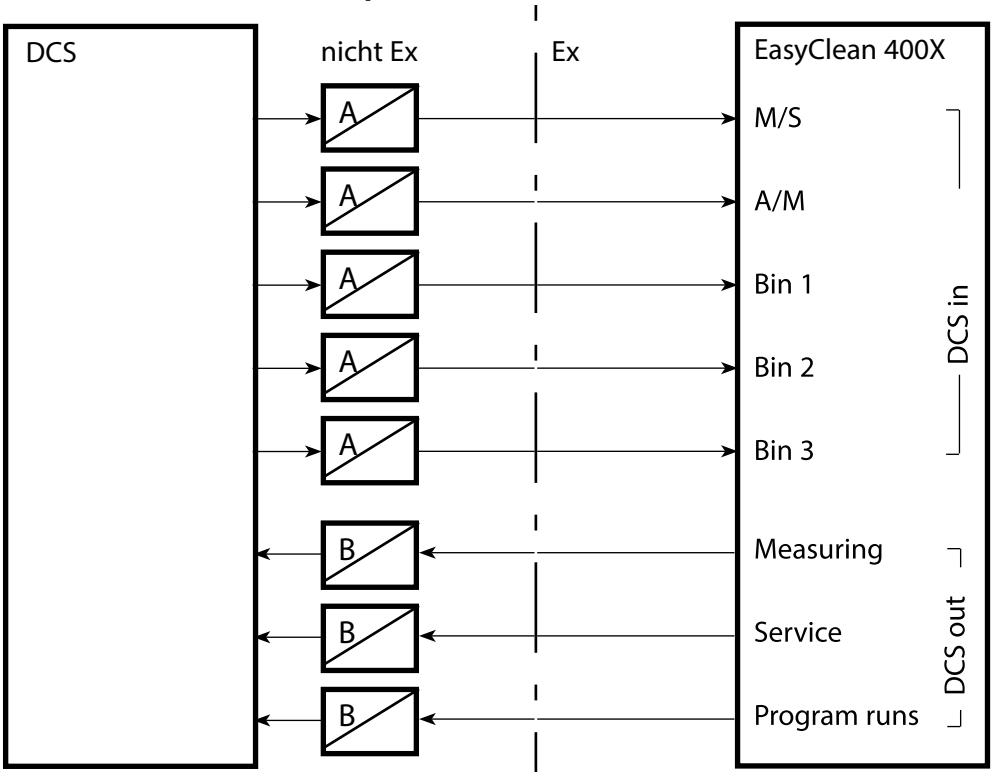 DCS
nicht Ex
Ex
EasyClean 400X
A
M/S
A
A/M
A
Bin 1
A
Bin 2
A
Bin 3
DCS in
B
Measuring
B
Service
B
Program runs
DCS out